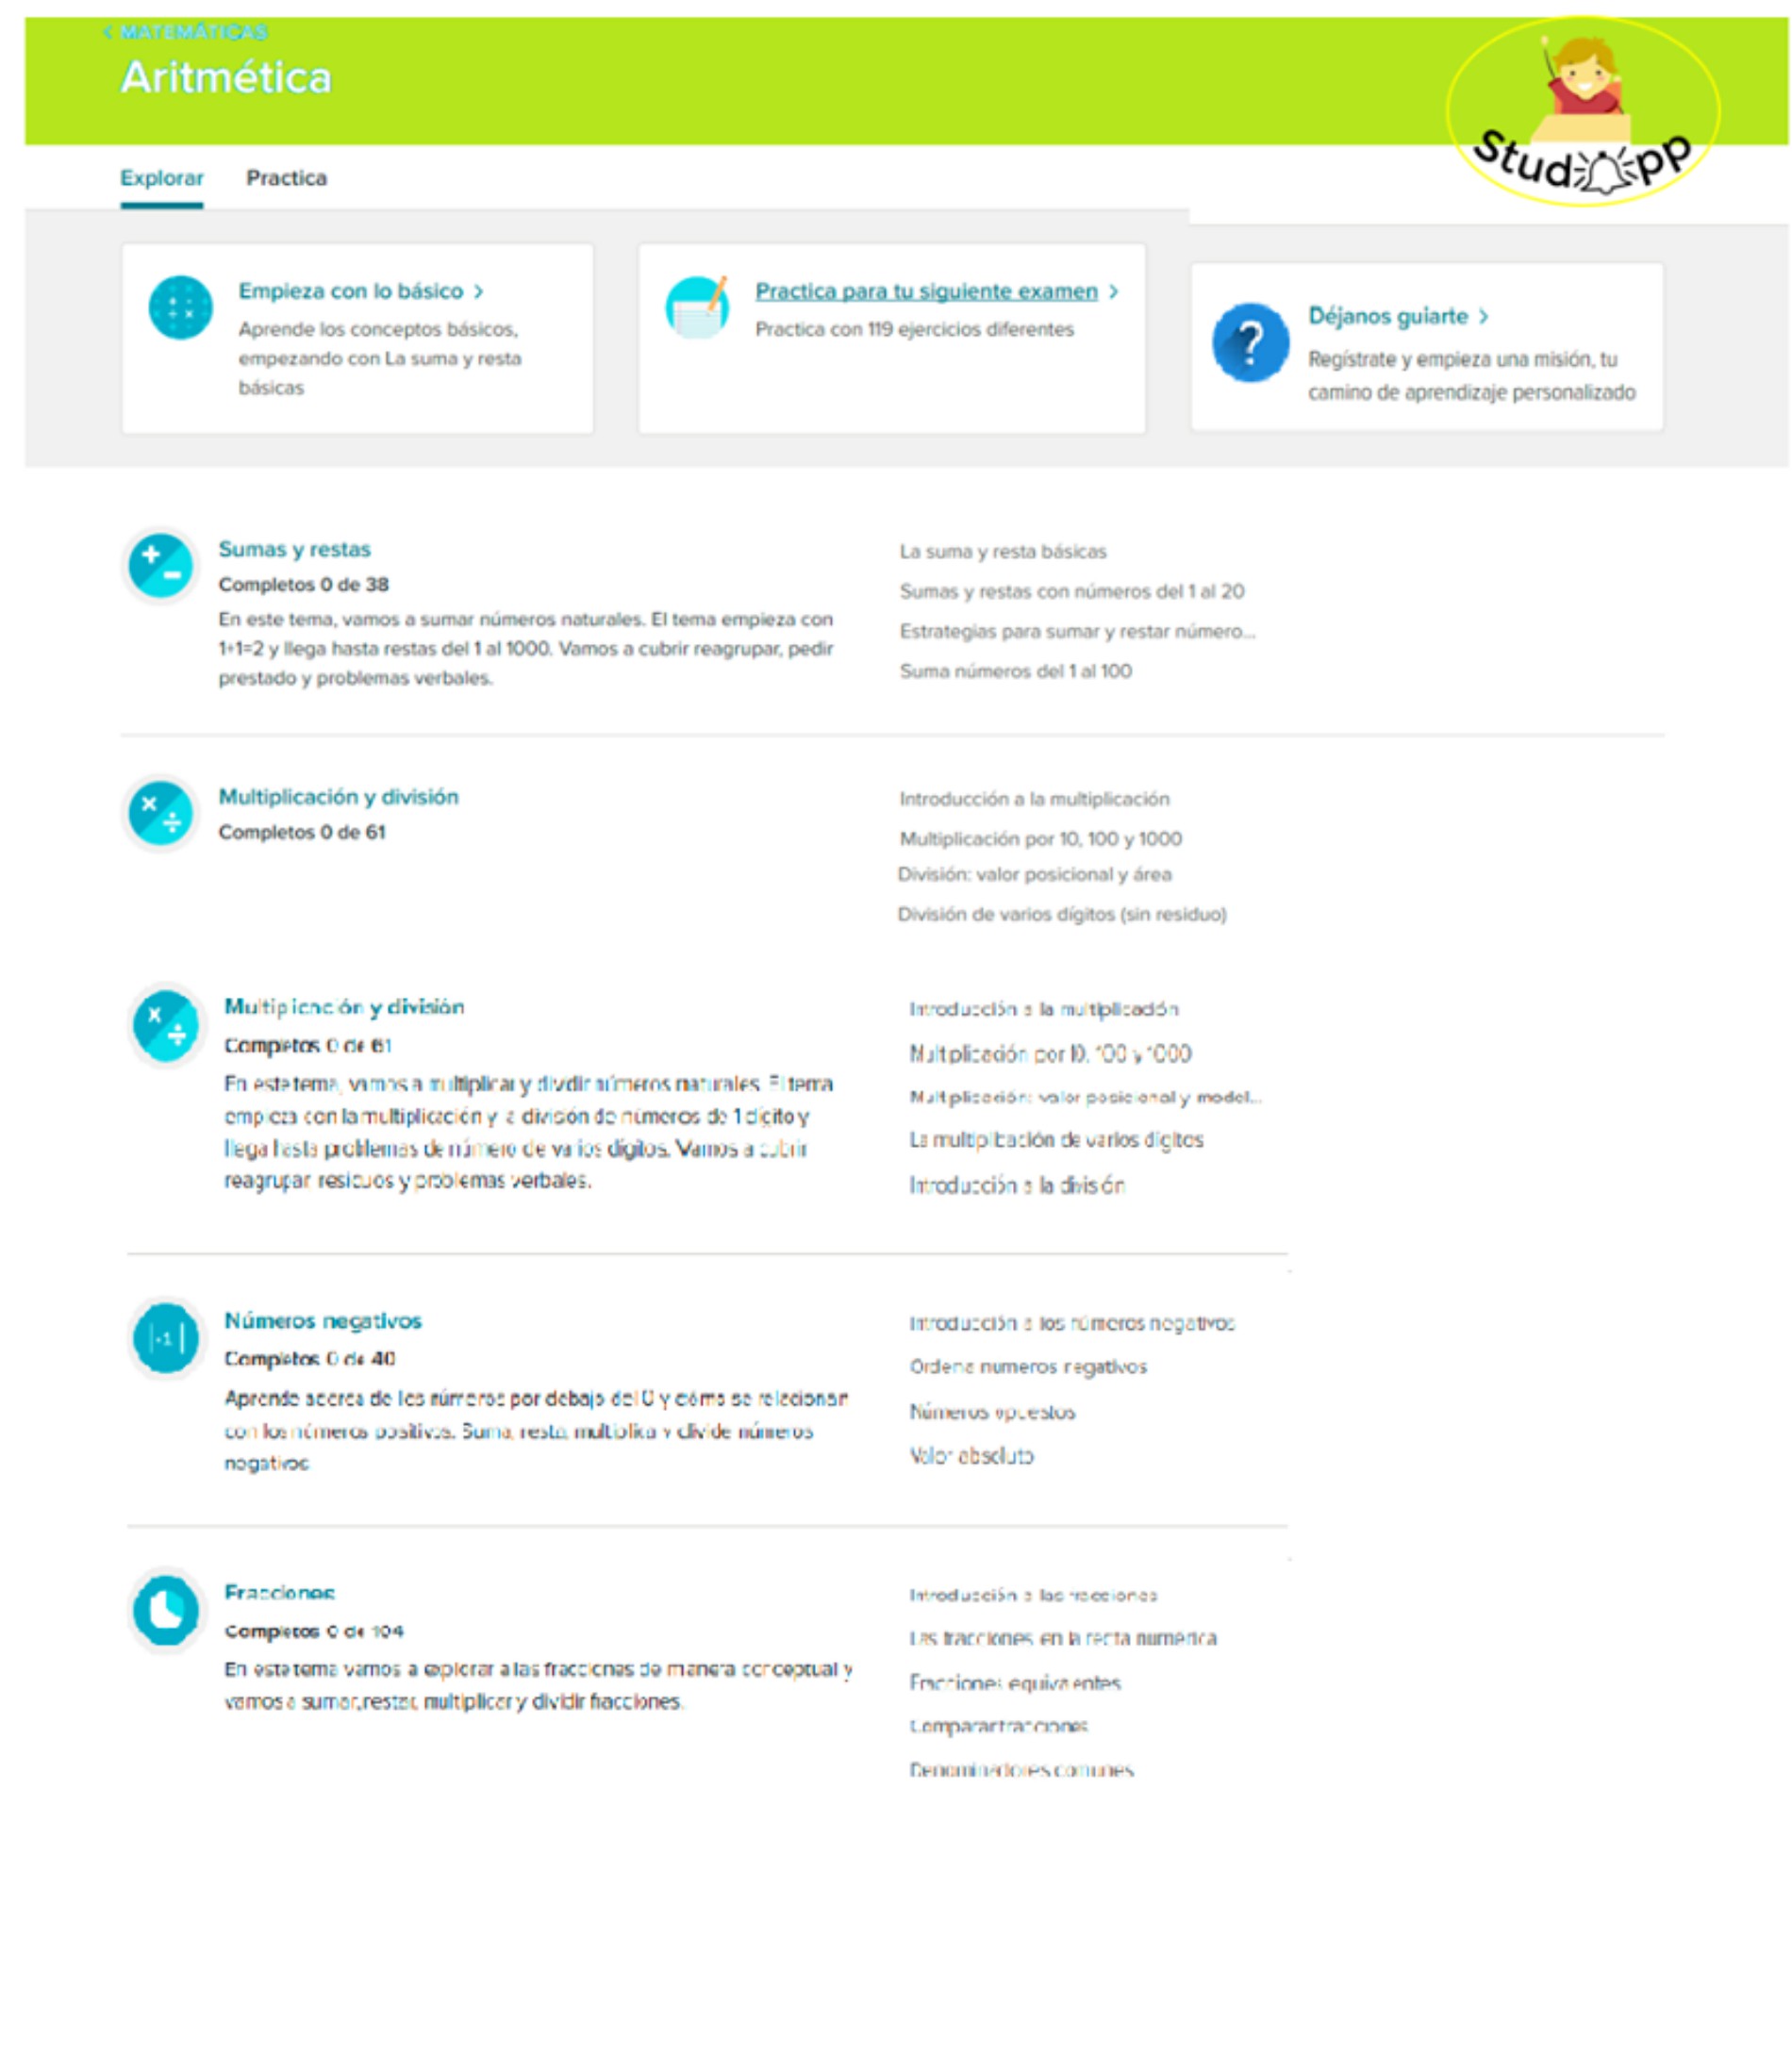 < MATEMÁTICAS
Aritmética
StudApp
Explorar Practica
Empieza con lo básico >
Aprende los conceptos básicos,
empezando con La suma y resta
básicas
Practica para tu siguiente examen >
Practica con 119 ejercicios diferentes
?
Déjanos guiarte >
Regístrate y empieza una misión, tu
camino de aprendizaje personalizado
Sumas y restas
Completos 0 de 38
En este tema, vamos a sumar números naturales. El tema empieza con
1+1=2 y llega hasta restas del 1 al 1000. Vamos a cubrir reagrupar, pedir
prestado y problemas verbales.
La suma y resta básicas
Sumas y restas con números del 1 al 20
Estrategias para sumar y restar número...
Suma números del 1 al 100
Multiplicación y división
Completos 0 de 61
Introducción a la multiplicación
Multiplicación por 10, 100 y 1000
División: valor posicional y área
División de varios dígitos (sin residuo)
Multiplicación y división
Completos 0 de 61
En este tema, vamos a multiplicar y dividir números naturales. El tema
empieza con la multiplicación y la división de números de 1 dígito y
llega hasta problemas de número de varios dígitos. Vamos a cubrir
reagrupar, residuos y problemas verbales.
Introducción a la multiplicación
Multiplicación por 10, 100 y 1000
Multiplicación: valor posicional y model...
La multiplicación de varios dígitos
Introducción a la división
-1
Números negativos
Completos 0 de 40
Aprende acerca de los números por debajo del 0 y cómo se relacionan
con los números positivos. Suma, resta, multiplica y divide números
negativos
Introducción a los números negativos
Ordena números negativos
Números opuestos
Valor absoluto
Fracciones
Completos 0 de 104
En este tema vamos a explorar a las fracciones de manera conceptual y
vamos a sumar, restar, multiplicar y dividir fracciones.
Introducción a las fracciones
Las fracciones en la recta numérica
Fracciones equivalentes
Comparar fracciones
Denominadores comunes